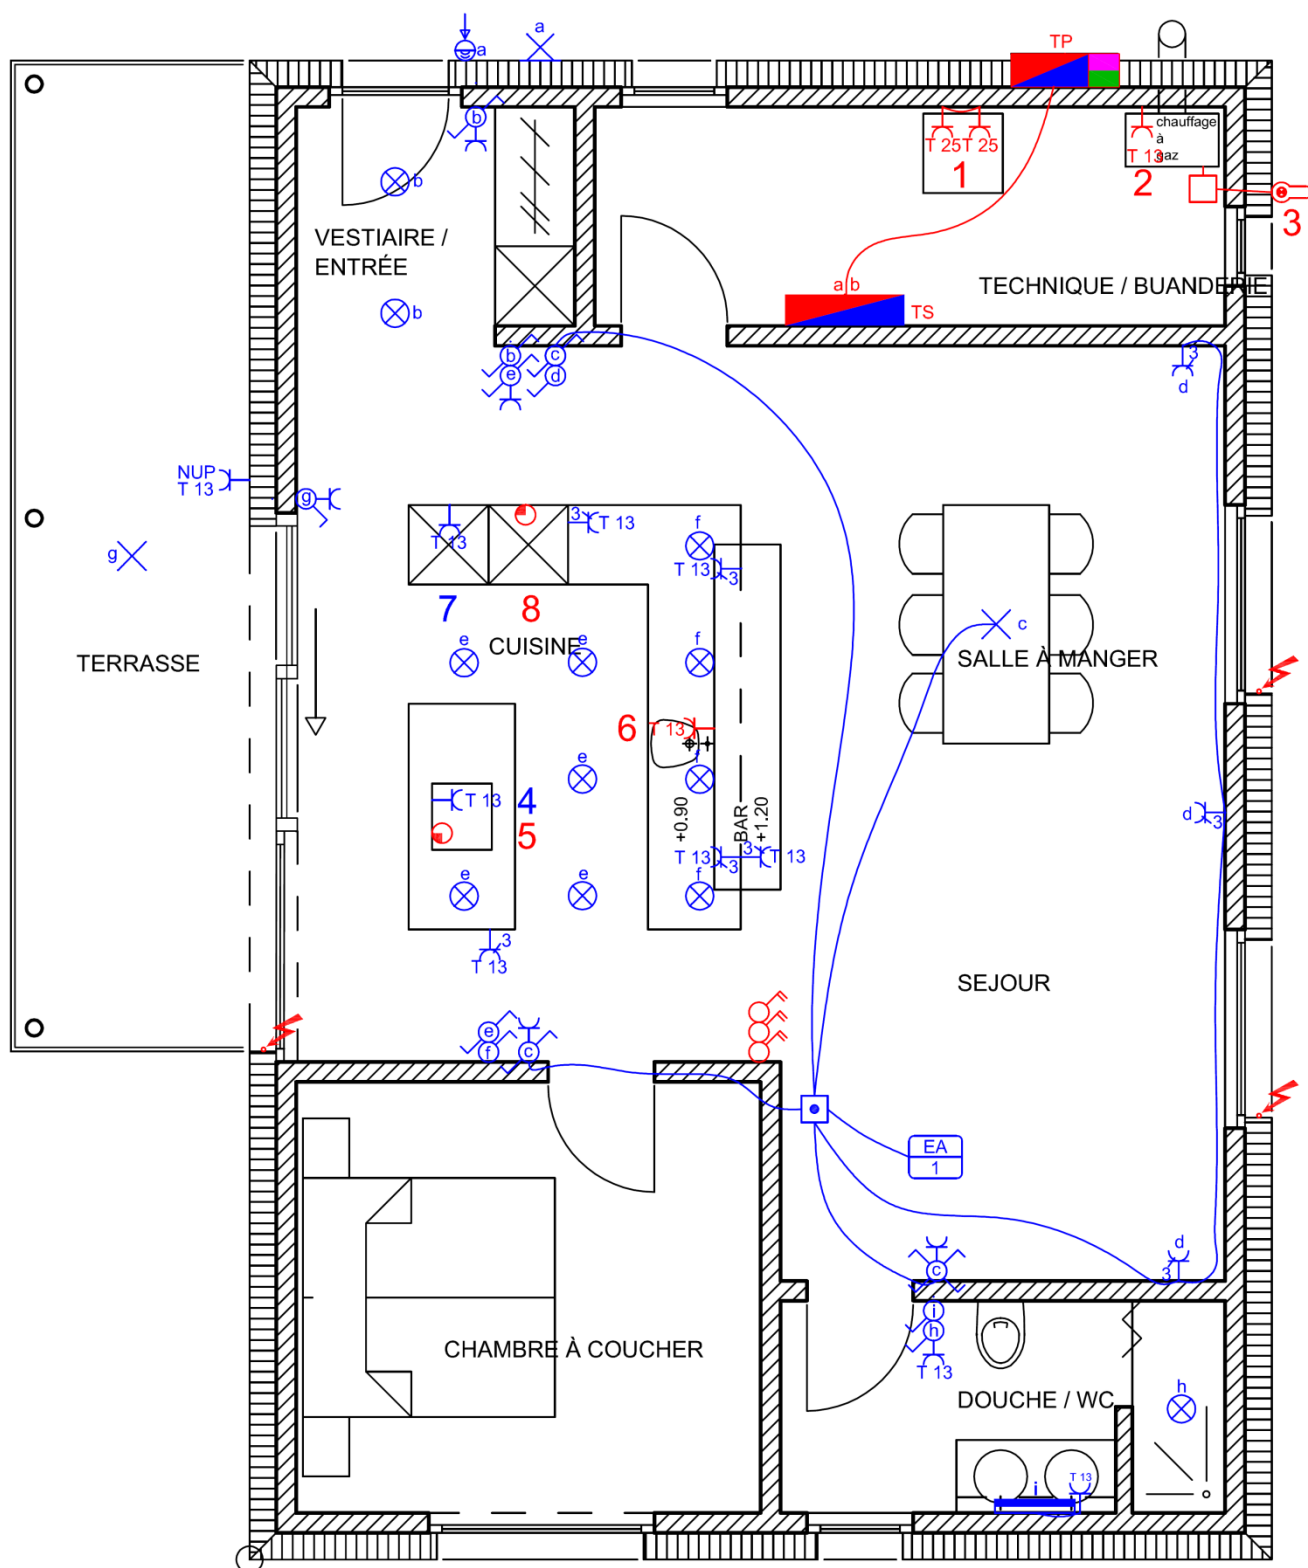 a
a
TP
b
T 25 T 25
1
chauffage
à
gaz
T 13
2
3
b
VESTIAIRE /
ENTRÉE
b
a b
TS
TECHNIQUE / BUANDERIE
b
e
c
d
3
d
NUP
T 13
g
g
T 13
3
T 13
f
T 13
3
7
8
CUISINE
e
e
f
TERRASSE
c
SALLE À MANGER
6
T 13
e
f
4
T 13
5
+0.90
BAR
+1.20
d
3
T 13
3
3
T 13
e
e
f
3
T 13
SEJOUR
e
f
c
EA
1
d
3
c
i
h
T 13
CHAMBRE À COUCHER
DOUCHE / WC
h
i
T 13